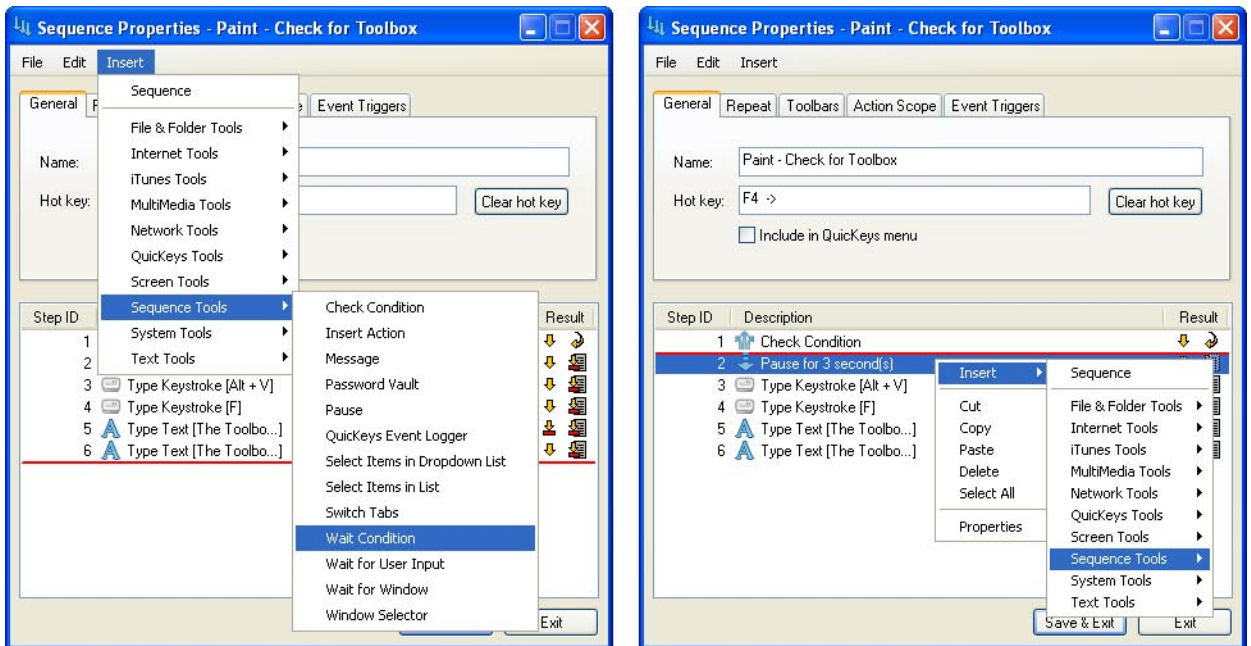 Sequence Properties - Paint - Check for Toolbox
File Edit Insert
Sequence
General
Event Triggers
File & Folder Tools
Internet Tools
iTunes Tools
MultiMedia Tools
Network Tools
QuicKeys Tools
Screen Tools
Sequence Tools
System Tools
Text Tools
Name:
Hot key:
Clear hot key
Check Condition
Insert Action
Message
Password Vault
Pause
QuicKeys Event Logger
Select Items in Dropdown List
Select Items in List
Switch Tabs
Wait Condition
Wait for User Input
Wait for Window
Window Selector
Step ID Result
1
2
3 Type Keystroke [Alt + V]
4 Type Keystroke [F]
5 Type Text [The Toolbo...]
6 Type Text [The Toolbo...]
Exit
Sequence Properties - Paint - Check for Toolbox
File Edit Insert
General Repeat Toolbars Action Scope Event Triggers
Name: Paint - Check for Toolbox
Hot key: F4 -> Clear hot key
Include in QuicKeys menu
Step ID Description Result
1 Check Condition
2 Pause for 3 second(s)
3 Type Keystroke [Alt + V]
4 Type Keystroke [F]
5 Type Text [The Toolbo...]
6 Type Text [The Toolbo...]
Insert
Cut
Copy
Paste
Delete
Select All
Properties
Sequence
File & Folder Tools
Internet Tools
iTunes Tools
MultiMedia Tools
Network Tools
QuicKeys Tools
Screen Tools
Sequence Tools
System Tools
Text Tools
Save & Exit Exit